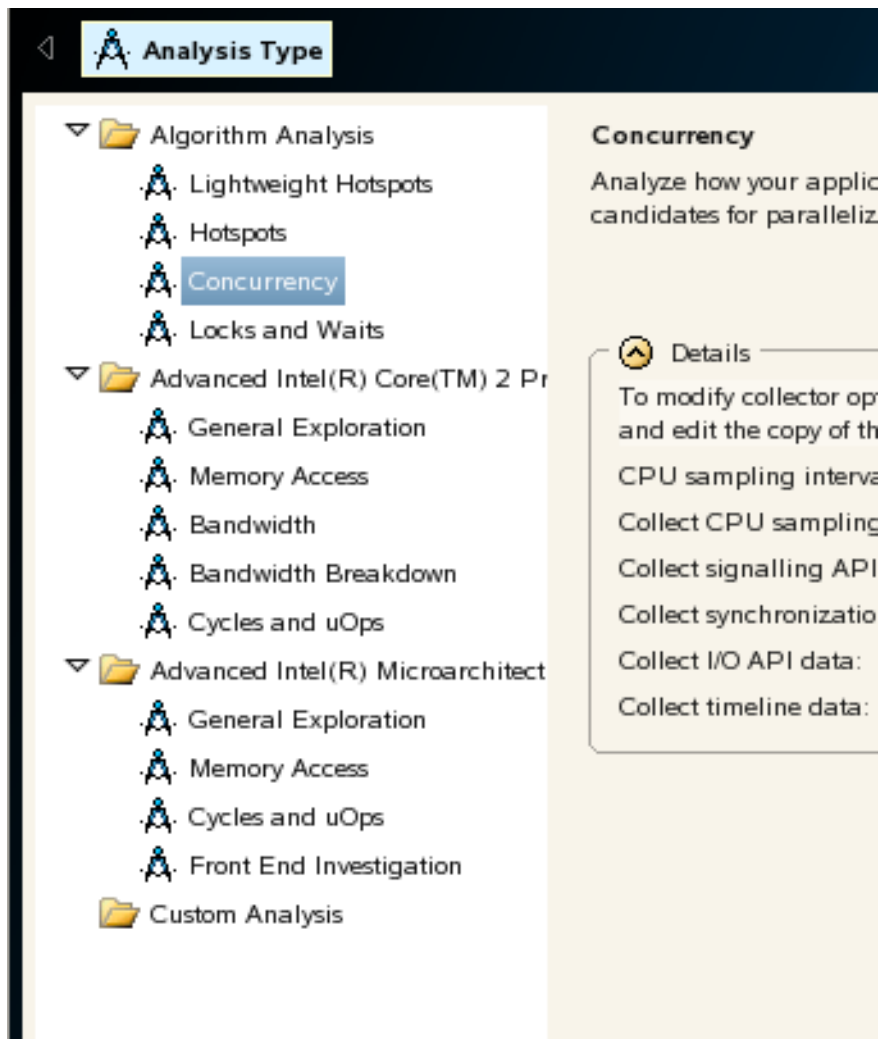 Analysis Type
Algorithm Analysis
Lightweight Hotspots
Hotspots
Concurrency
Locks and Waits
Advanced Intel(R) Core(TM) 2 Pr
General Exploration
Memory Access
Bandwidth
Bandwidth Breakdown
Cycles and uOps
Advanced Intel(R) Microarchitect
General Exploration
Memory Access
Cycles and uOps
Front End Investigation
Custom Analysis
Concurrency
Analyze how your applic
candidates for paralleliz
Details
To modify collector op
and edit the copy of th
CPU sampling interva
Collect CPU sampling
Collect signalling API
Collect synchronizatio
Collect I/O API data:
Collect timeline data: